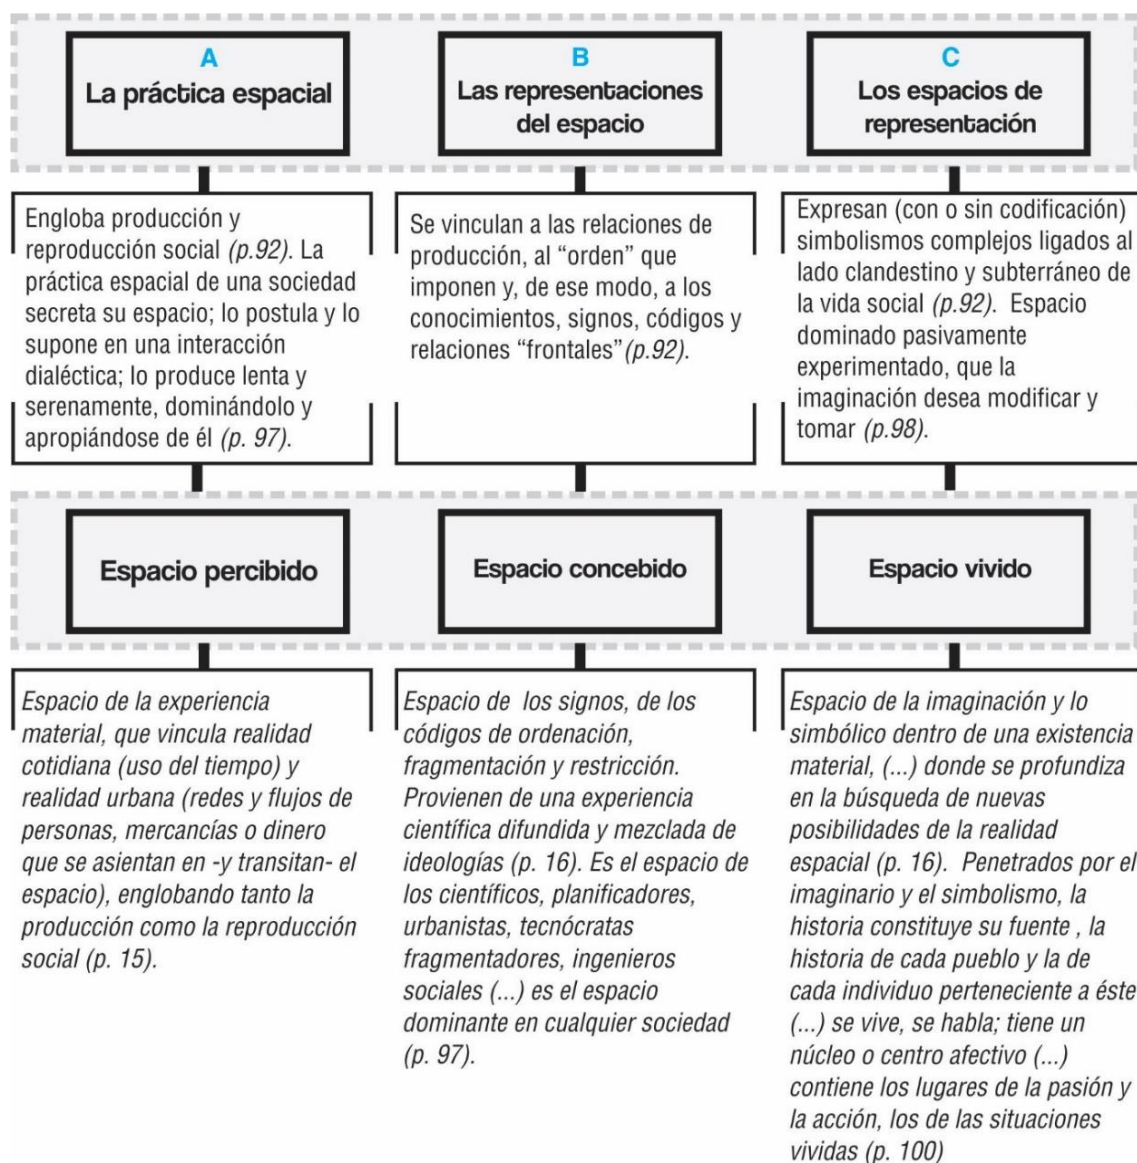 A
La práctica espacial
B
Las representaciones
del espacio
C
Los espacios de
representación
Engloba producción y
reproducción social (p.92). La
práctica espacial de una sociedad
secreta su espacio; lo postula y lo
supone en una interacción
dialéctica; lo produce lenta y
serenamente, dominándolo y
apropiándose de él (p. 97).
Se vinculan a las relaciones de
producción, al “orden” que
imponen y, de ese modo, a los
conocimientos, signos, códigos y
relaciones “frontales”(p.92).
Expresan (con o sin codificación)
simbolismos complejos ligados al
lado clandestino y subterráneo de
la vida social (p.92). Espacio
dominado pasivamente
experimentado, que la
imaginación desea modificar y
tomar (p.98).
Espacio percibido
Espacio concebido
Espacio vivido
Espacio de la experiencia
material, que vincula realidad
cotidiana (uso del tiempo) y
realidad urbana (redes y flujos de
personas, mercancías o dinero
que se asientan en -y transitan- el
espacio), englobando tanto la
producción como la reproducción
social (p. 15).
Espacio de los signos, de los
códigos de ordenación,
fragmentación y restricción.
Provienen de una experiencia
científica difundida y mezclada de
ideologías (p. 16). Es el espacio de
los científicos, planificadores,
urbanistas, tecnócratas
fragmentadores, ingenieros
sociales (...) es el espacio
dominante en cualquier sociedad
(p. 97).
Espacio de la imaginación y lo
simbólico dentro de una existencia
material, (...) donde se profundiza
en la búsqueda de nuevas
posibilidades de la realidad
espacial (p. 16). Penetrados por el
imaginario y el simbolismo, la
historia constituye su fuente , la
historia de cada pueblo y la de
cada individuo perteneciente a éste
(...) se vive, se habla; tiene un
núcleo o centro afectivo (...)
contiene los lugares de la pasión y
la acción, los de las situaciones
vividas (p. 100)